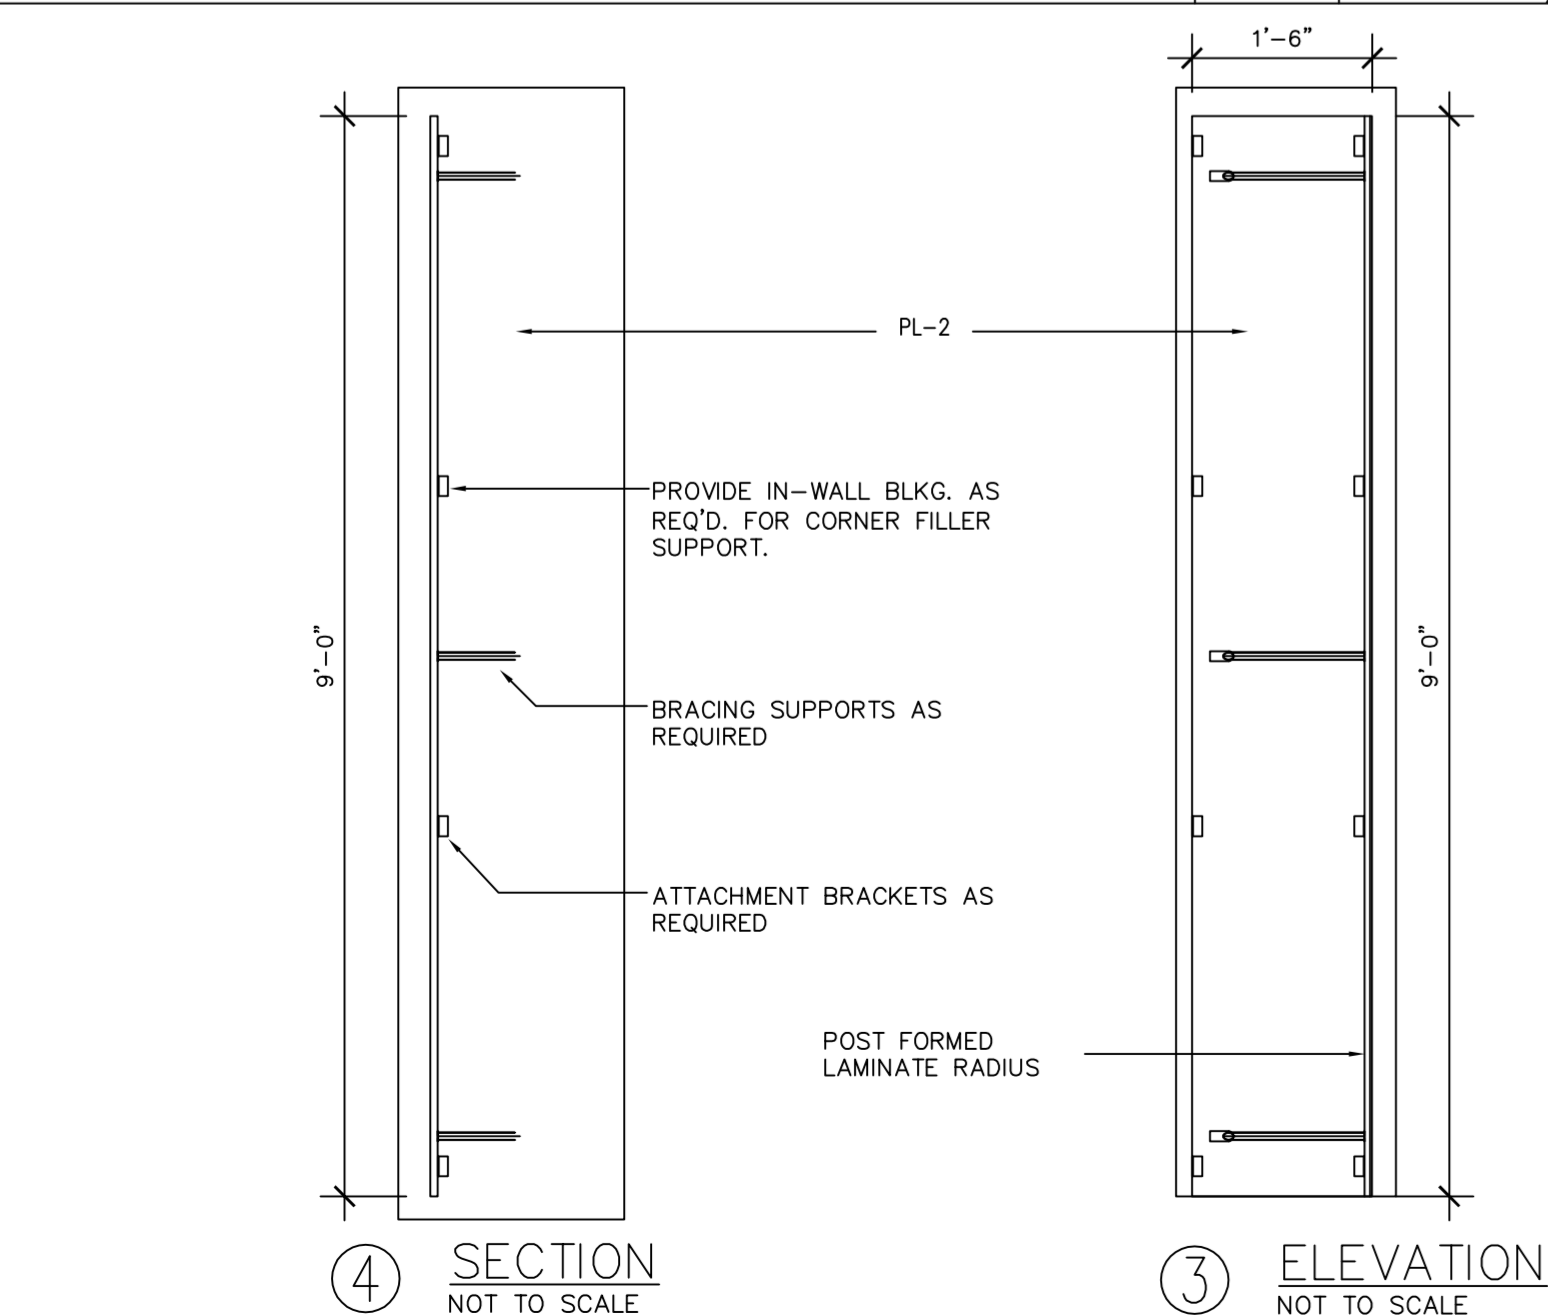 1'-6"
PL-2
PROVIDE IN-WALL BLKG. AS
REQ'D. FOR CORNER FILLER
SUPPORT.
9'-0"
9'-0"
BRACING SUPPORTS AS
REQUIRED
ATTACHMENT BRACKETS AS
REQUIRED
POST FORMED
LAMINATE RADIUS
4
SECTION
NOT TO SCALE
3
ELEVATION
NOT TO SCALE